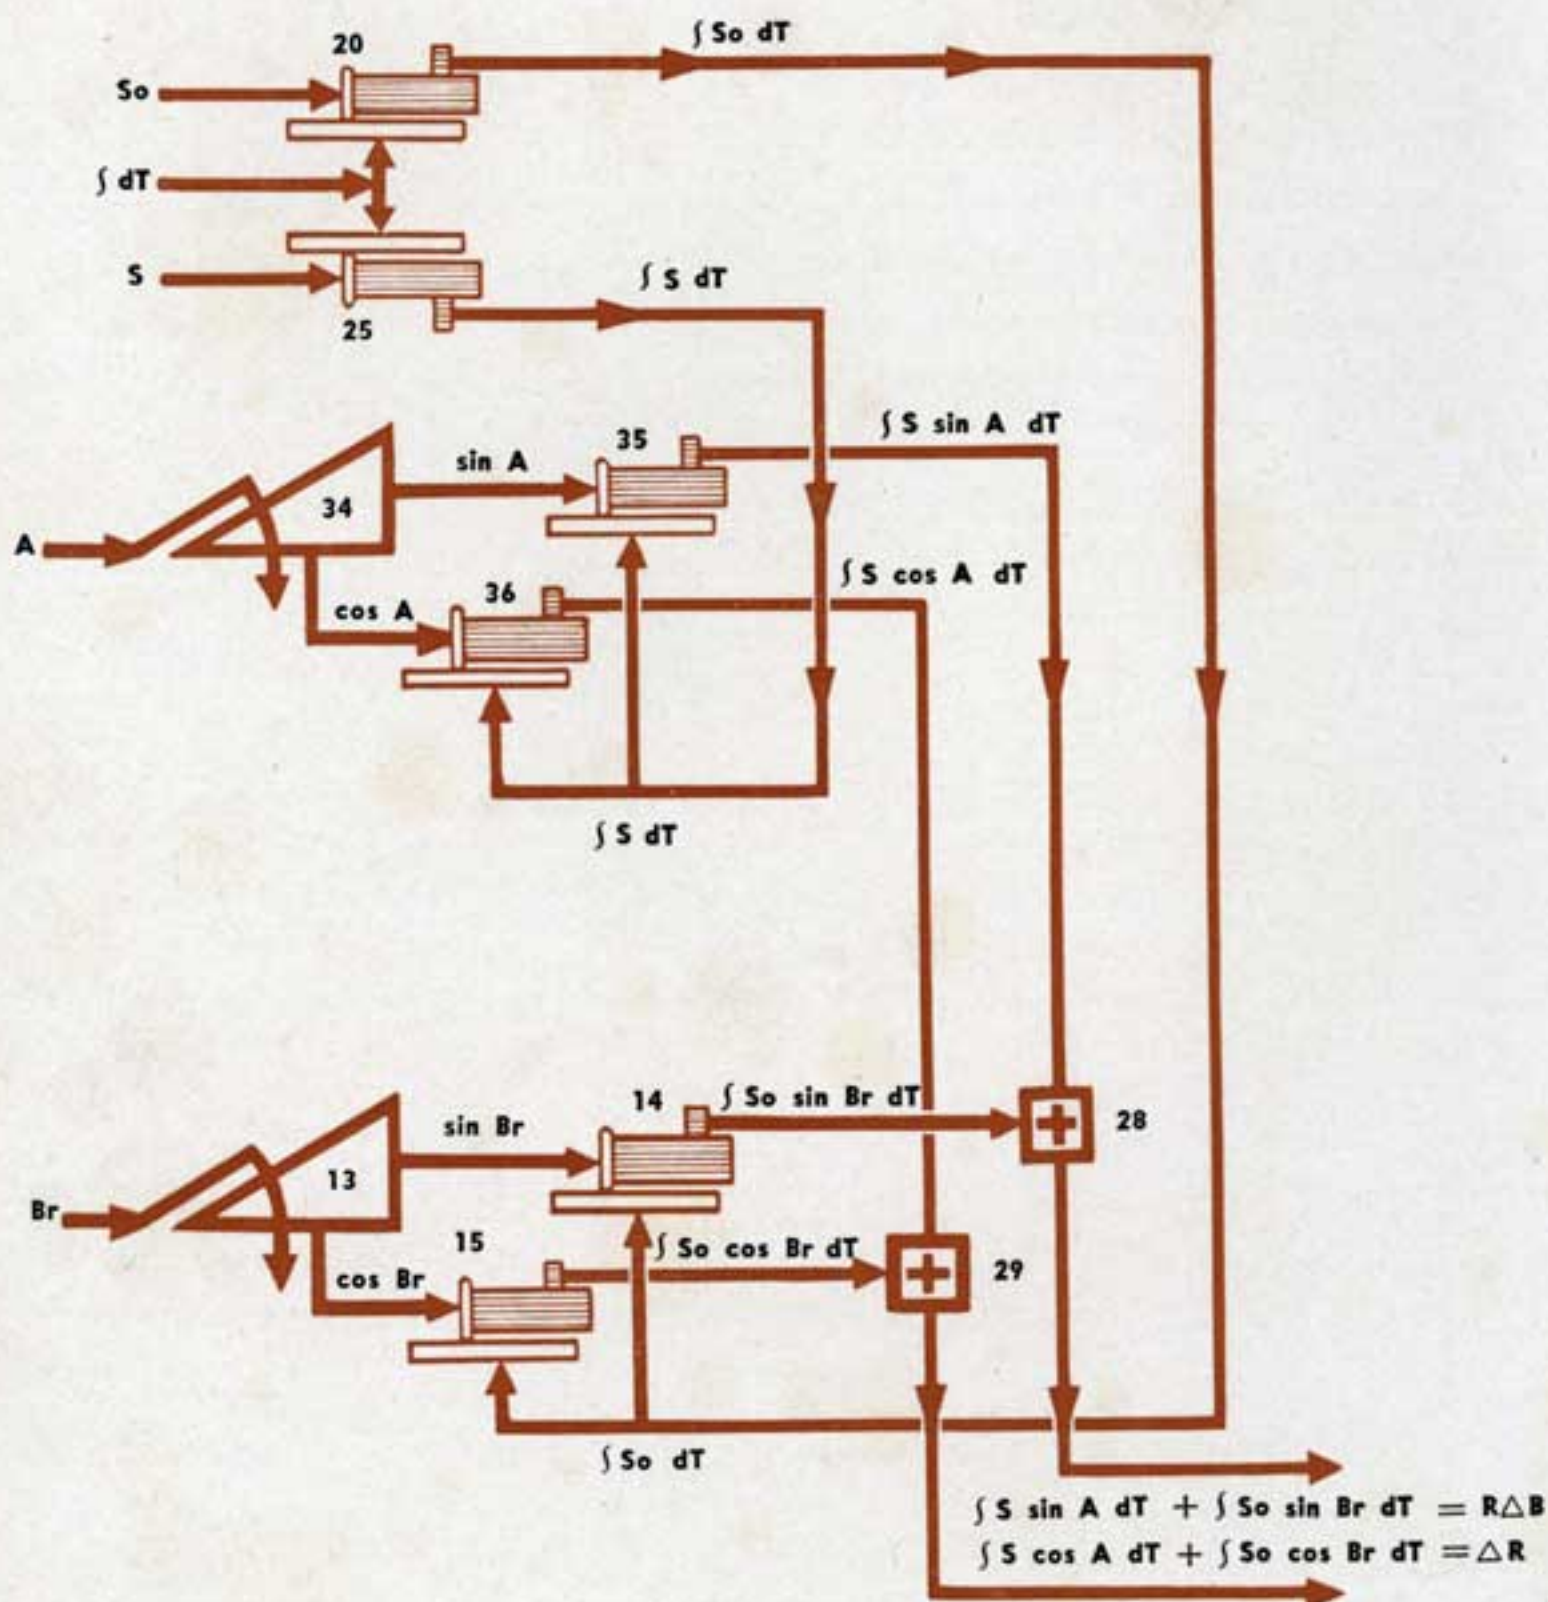 20
∫ So dT
So
∫ dT
S
25
∫ S dT
∫ S sin A dT
35
sin A
34
A
∫ S cos A dT
36
cos A
∫ S dT
∫ So sin Br dT
14
28
sin Br
13
Br
15
∫ So cos Br dT
29
cos Br
∫ So dT
∫ S sin A dT + ∫ So sin Br dT = R△B
∫ S cos A dT + ∫ So cos Br dT = △R